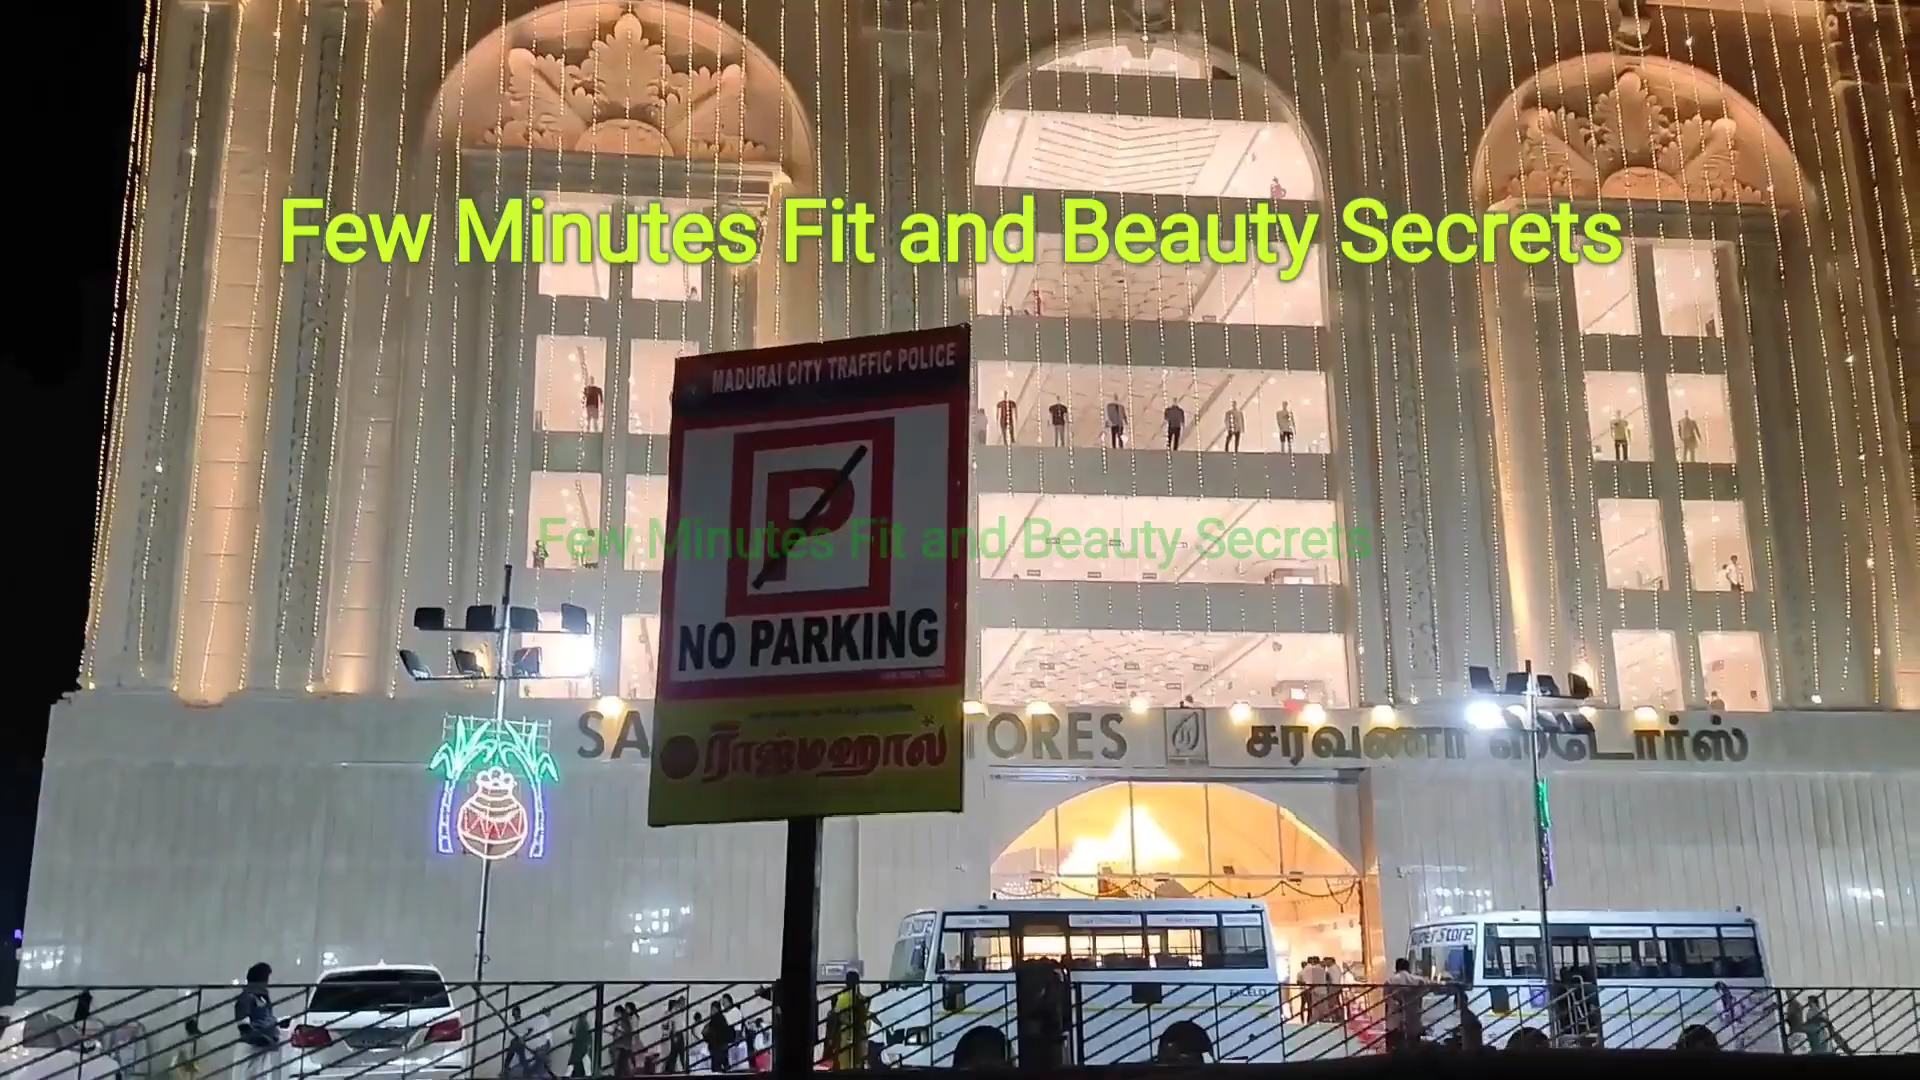 Few Minutes Fit and Beauty Secrets
MADURAI CITY TRAFFIC POLICE
P
Few Minutes Fit and Beauty Secrets
NO PARKING
ராஜ்மஹால்
SA
TORES
சரவணா ஸ்டோர்ஸ்
Super Store